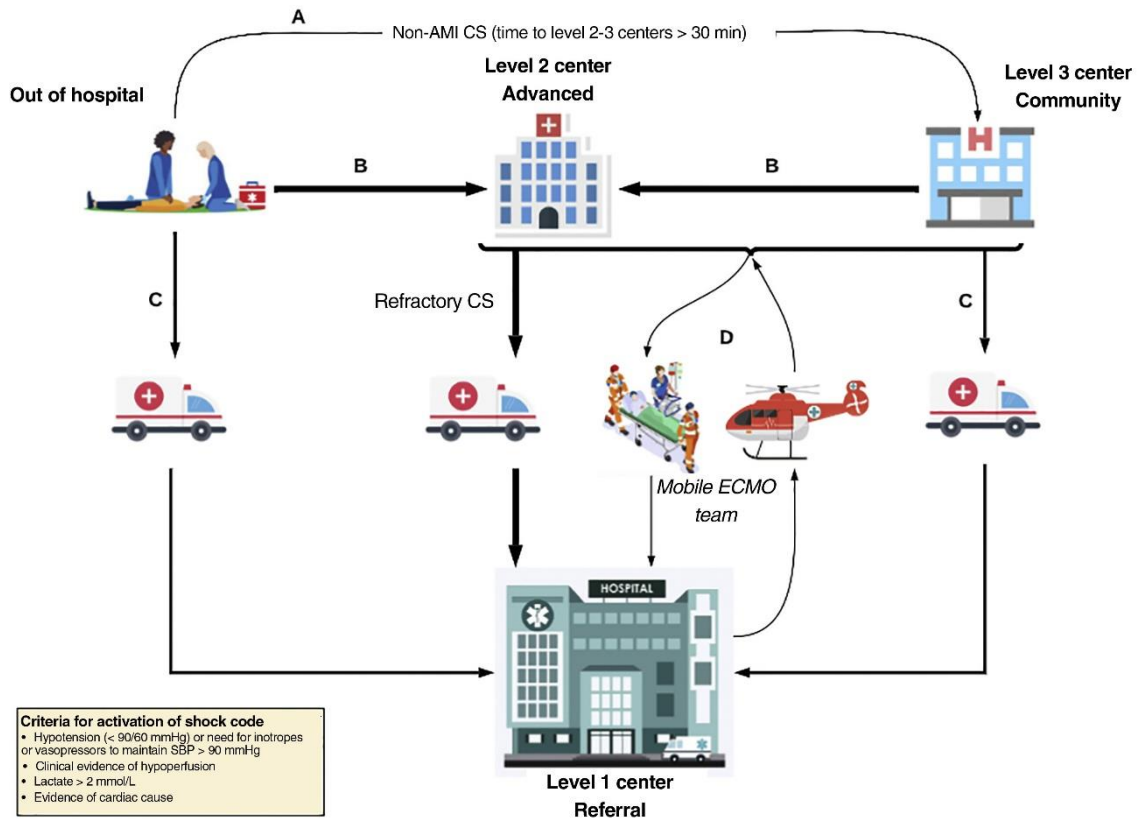 A
Non-AMI CS (time to level 2-3 centers > 30 min)
Out of hospital
Level 2 center
Advanced
Level 3 center
Community
H
B
B
C
Refractory CS
D
C
Mobile ECMO
team
HOSPITAL
Level 1 center
Referral
Criteria for activation of shock code
• Hypotension (< 90/60 mmHg) or need for inotropes
or vasopressors to maintain SBP > 90 mmHg
• Clinical evidence of hypoperfusion
• Lactate > 2 mmol/L
• Evidence of cardiac cause